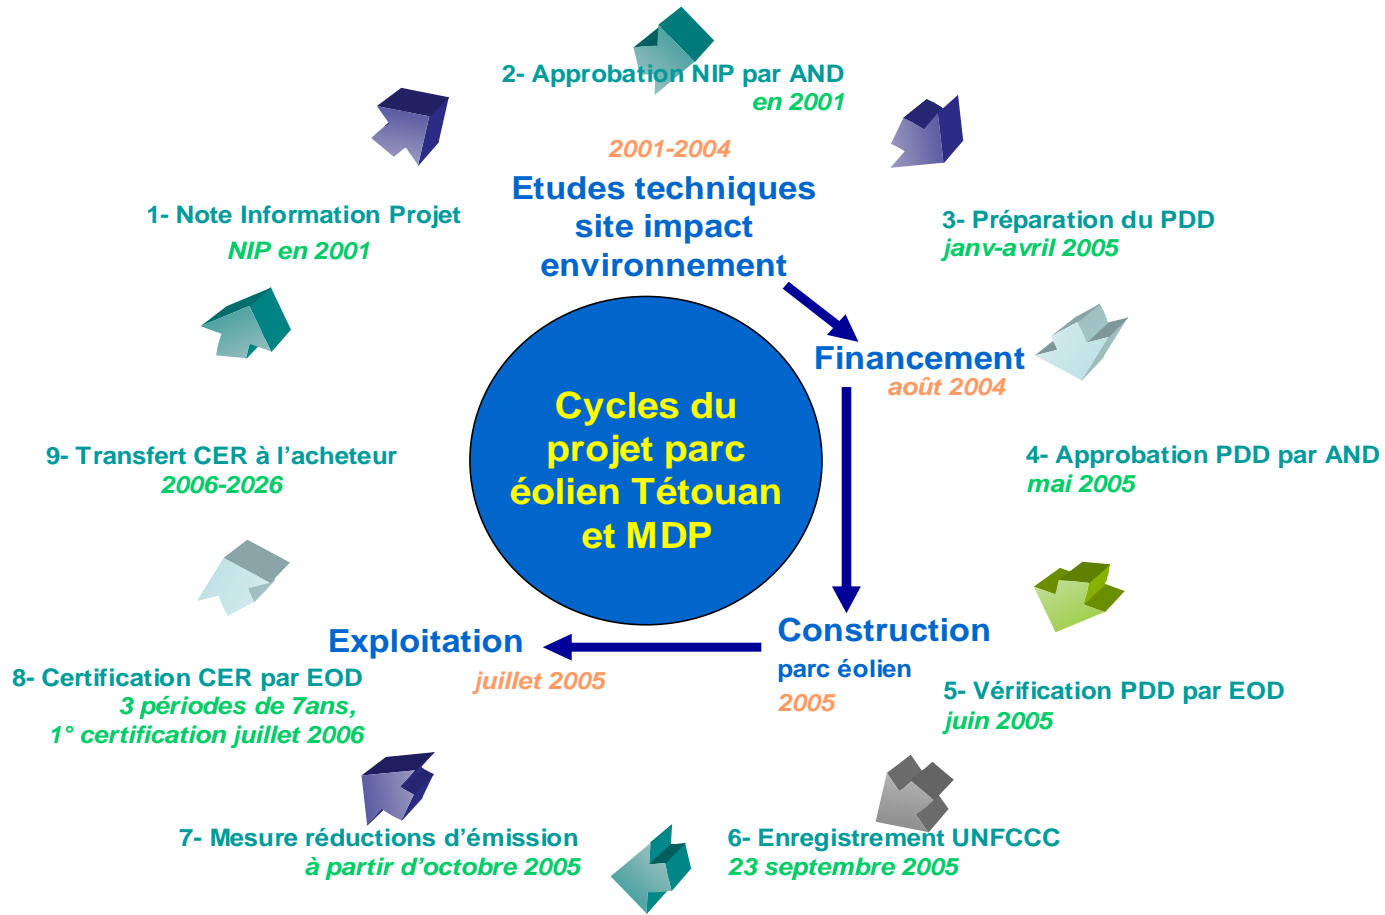 2- Approbation NIP par AND
en 2001
2001-2004
Etudes techniques
site impact
environnement
1- Note Information Projet
NIP en 2001
3- Préparation du PDD
janv-avril 2005
Financement
août 2004
Cycles du
projet parc
éolien Tétouan
et MDP
9- Transfert CER à l’acheteur
2006-2026
4- Approbation PDD par AND
mai 2005
Exploitation
juillet 2005
Construction
parc éolien
2005
8- Certification CER par EOD
3 périodes de 7ans,
1° certification juillet 2006
5- Vérification PDD par EOD
juin 2005
7- Mesure réductions d’émission
à partir d’octobre 2005
6- Enregistrement UNFCCC
23 septembre 2005